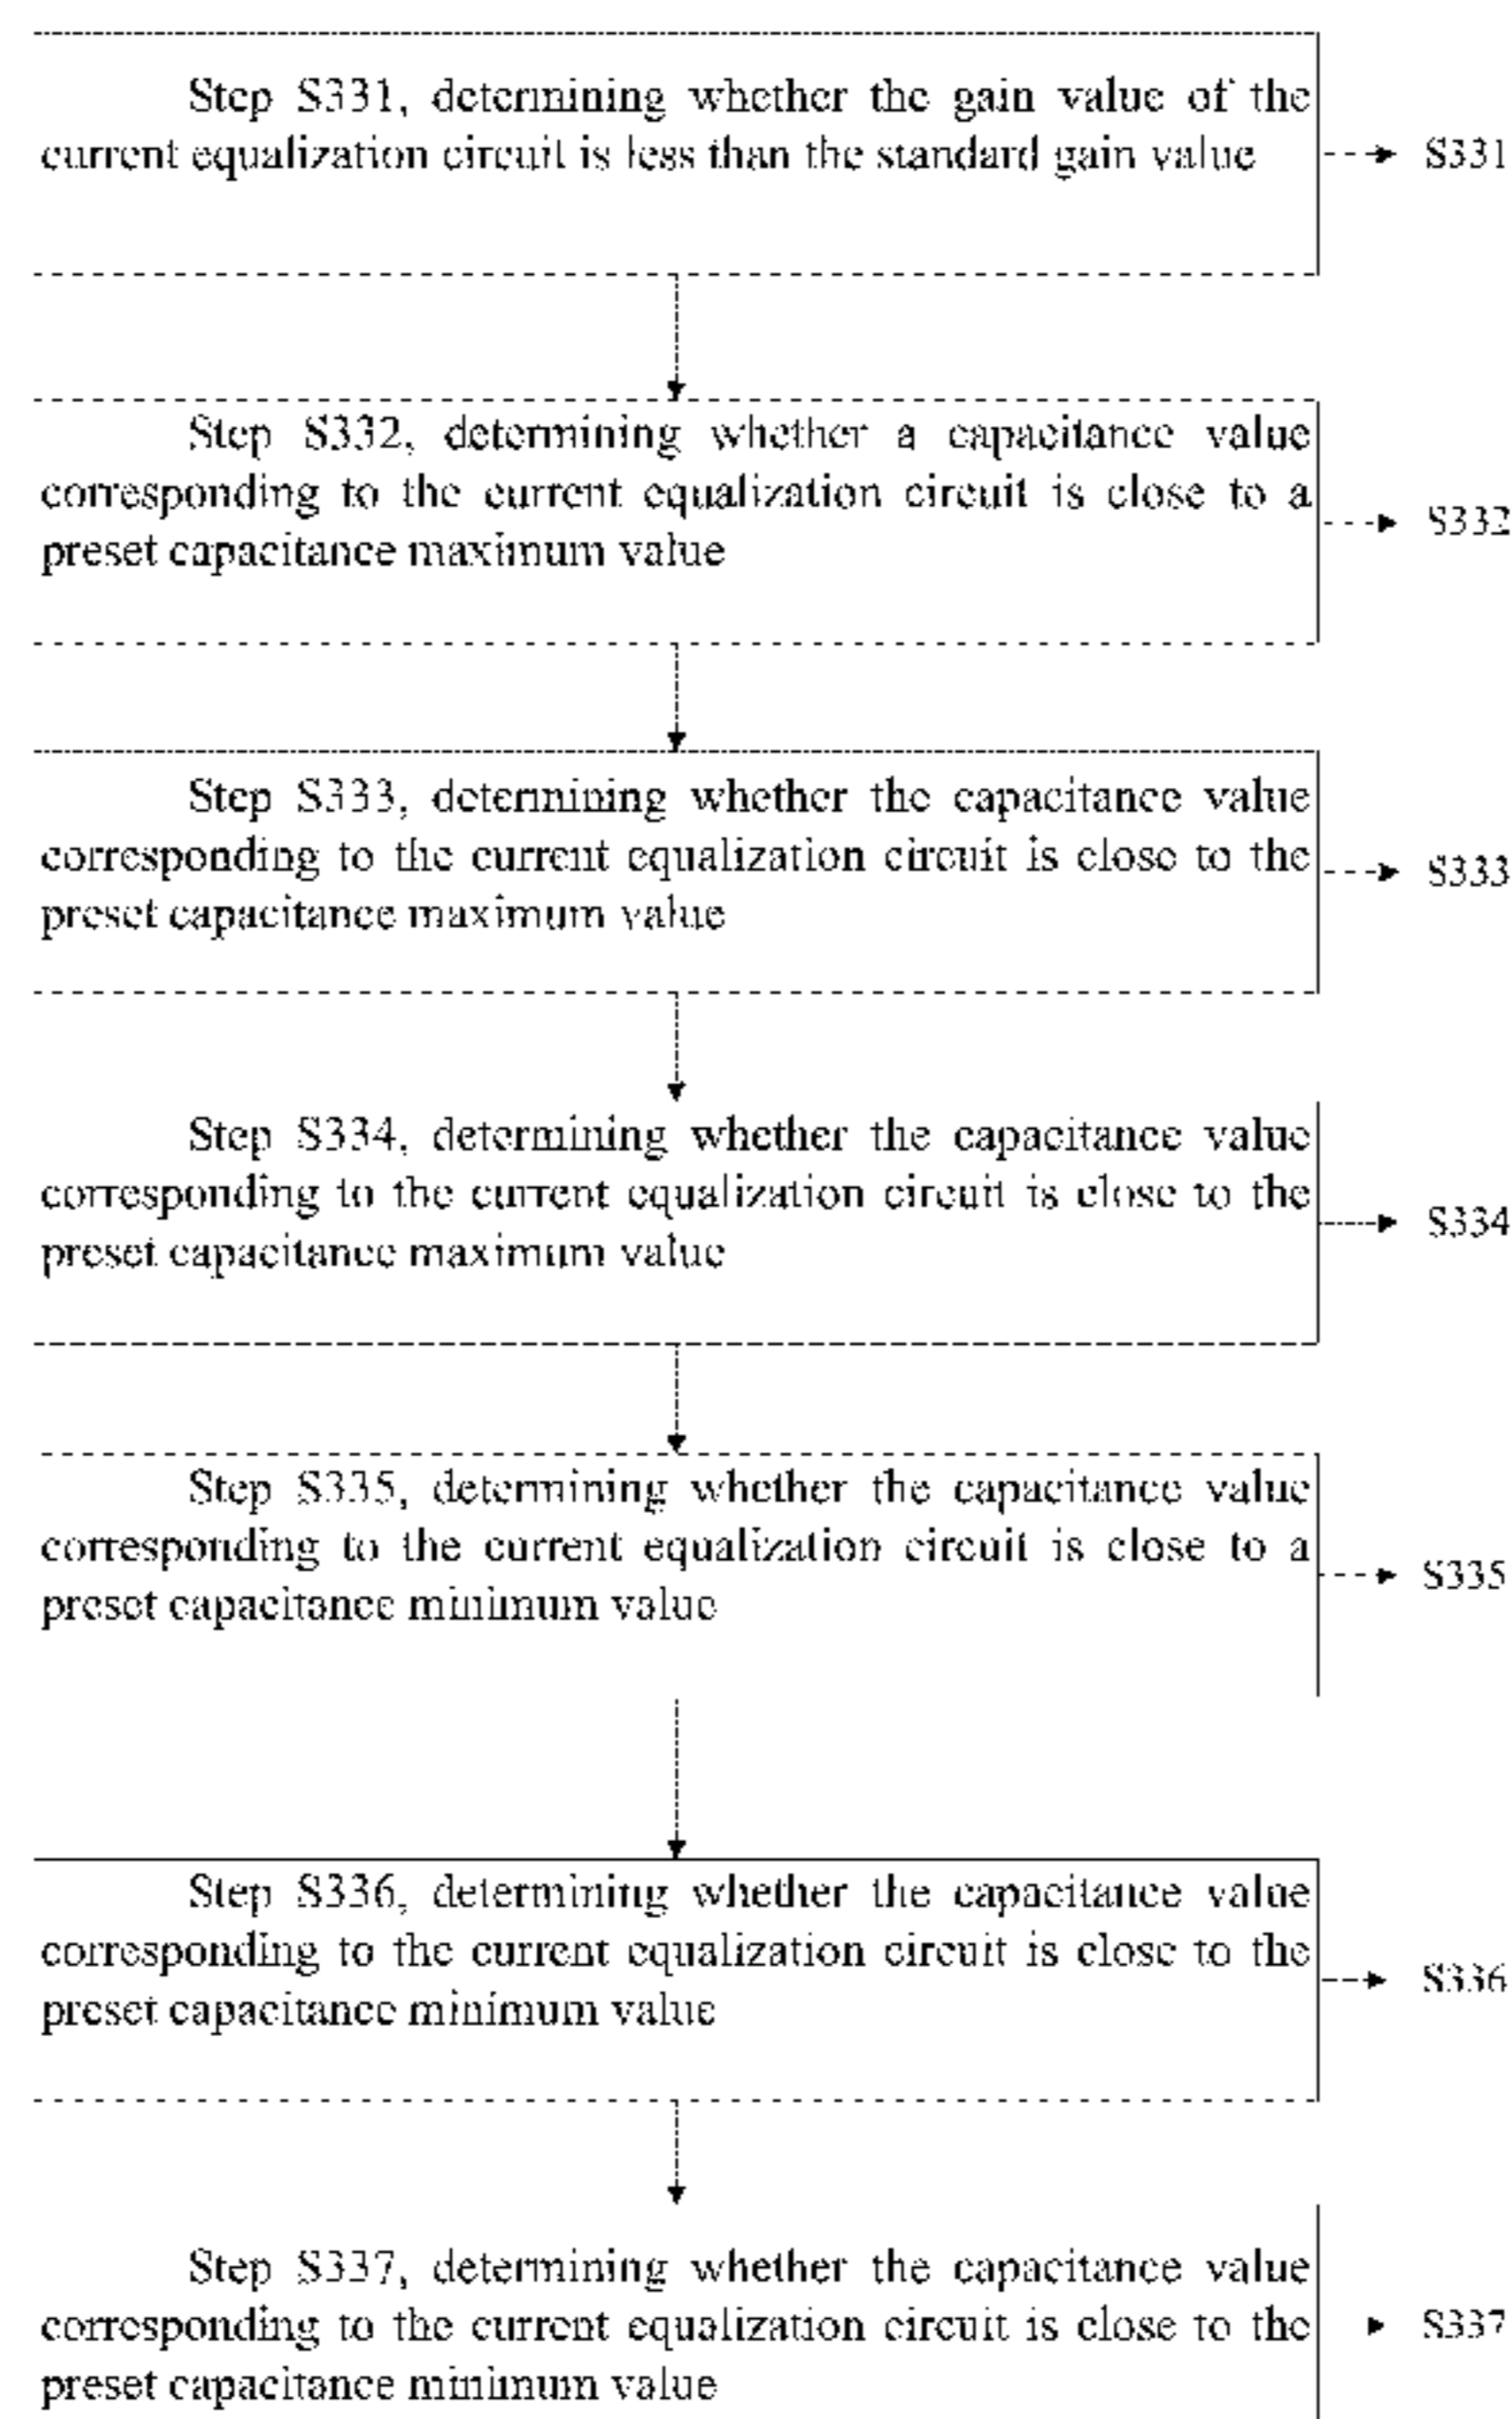 Step S331, determining whether the gain value of the
current equalization circuit is less than the standard gain value
S331
Step S332, determining whether a capacitance value
corresponding to the current equalization circuit is close to a
preset capacitance maximum value
S332
Step S333, determining whether the capacitance value
corresponding to the current equalization circuit is close to the
preset capacitance maximum value
S333
Step S334, determining whether the capacitance value
corresponding to the current equalization circuit is close to the
preset capacitance maximum value
S334
Step S335, determining whether the capacitance value
corresponding to the current equalization circuit is close to a
preset capacitance minimum value
S335
Step S336, determining whether the capacitance value
corresponding to the current equalization circuit is close to the
preset capacitance minimum value
S336
Step S337, determining whether the capacitance value
corresponding to the current equalization circuit is close to the
preset capacitance minimum value
S337